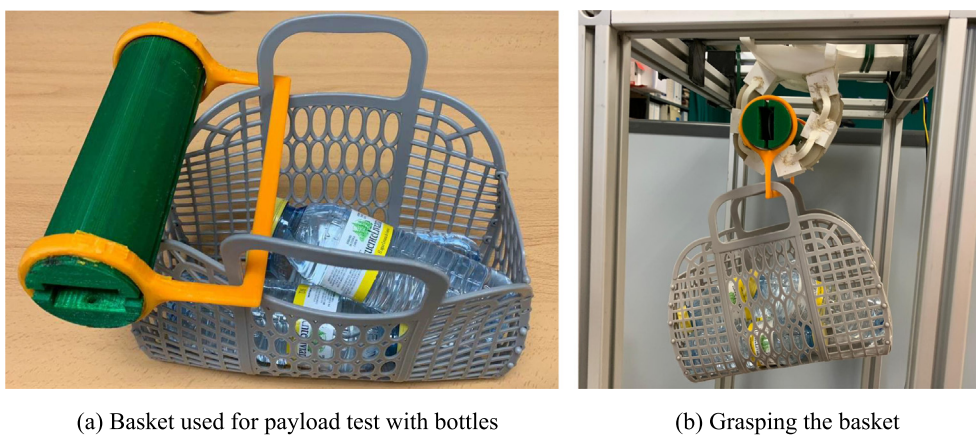 (a) Basket used for payload test with bottles
(b) Grasping the basket